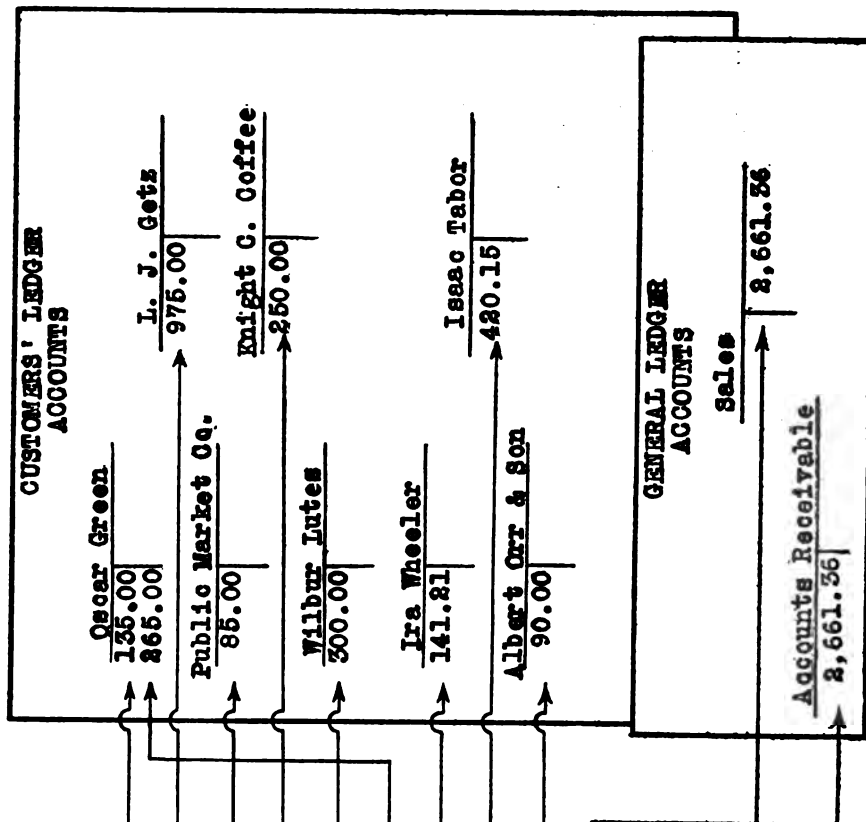 CUSTOMERS' LEDGER
ACCOUNTS
Oscar Green
135.00
265.00
L. J. Getz
975.00
Public Market Co.
85.00
Knight C. Coffee
250.00
Wilbur Lutes
300.00
Ira Wheeler
141.21
Isaac Tabor
420.15
Albert Orr & Son
90.00
GENERAL LEDGER
ACCOUNTS
Sales
2,661.36
Accounts Receivable
2,661.36